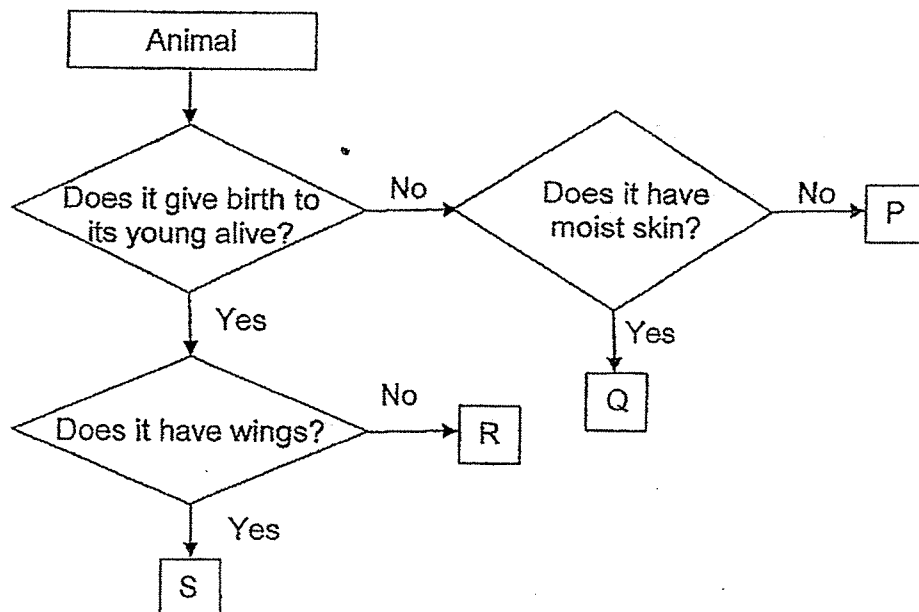 Animal
Does it give birth to
its young alive?
No
Does it have
moist skin?
No
P
Yes
Yes
Q
Does it have wings?
No
R
Yes
S